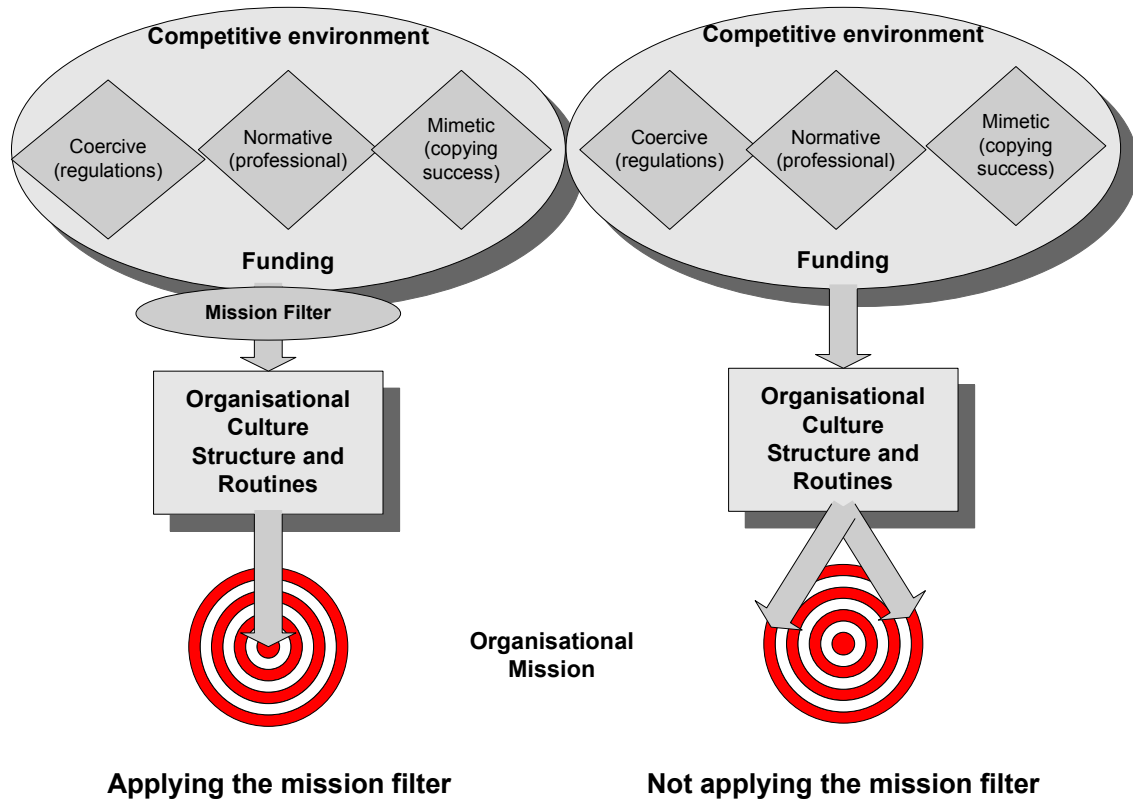 Competitive environment
Coercive
(regulations)
Normative
(professional)
Mimetic
(copying
success)
Funding
Mission Filter
Organisational
Culture
Structure and
Routines
Competitive environment
Coercive
(regulations)
Normative
(professional)
Mimetic
(copying
success)
Funding
Organisational
Culture
Structure and
Routines
Organisational
Mission
Applying the mission filter
Not applying the mission filter